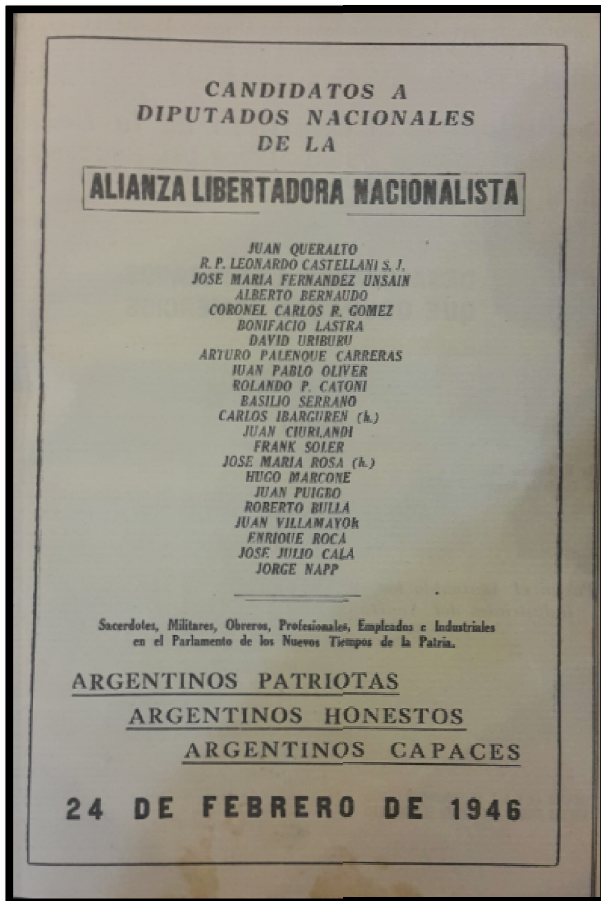 CANDIDATOS A
DIPUTADOS NACIONALES
DE LA
ALIANZA LIBERTADORA NACIONALISTA
JUAN QUERALTO
R. P. LEONARDO CASTELLANI S. J.
JOSE MARIA FERNANDEZ UNSAIN
ALBERTO BERNAUDO
CORONEL CARLOS R. GOMEZ
BONIFACIO LASTRA
DAVID URIBURU
ARTURO PALENQUE CARRERAS
JUAN PABLO OLIVER
ROLANDO P. CATONI
BASILIO SERRANO
CARLOS IBARGUREN (h.)
JUAN CIURLANDI
FRANK SOLER
JOSE MARIA ROSA (h.)
HUGO MARCONE
JUAN PUIGBO
ROBERTO BULLA
JUAN VILLAMAYOR
ENRIQUE ROCA
JOSE JULIO CALA
JORGE NAPP
Sacerdotes, Militares, Obreros, Profesionales, Empleados e Industriales
en el Parlamento de los Nuevos Tiempos de la Patria.
ARGENTINOS PATRIOTAS
ARGENTINOS HONESTOS
ARGENTINOS CAPACES
24 DE FEBRERO DE 1946